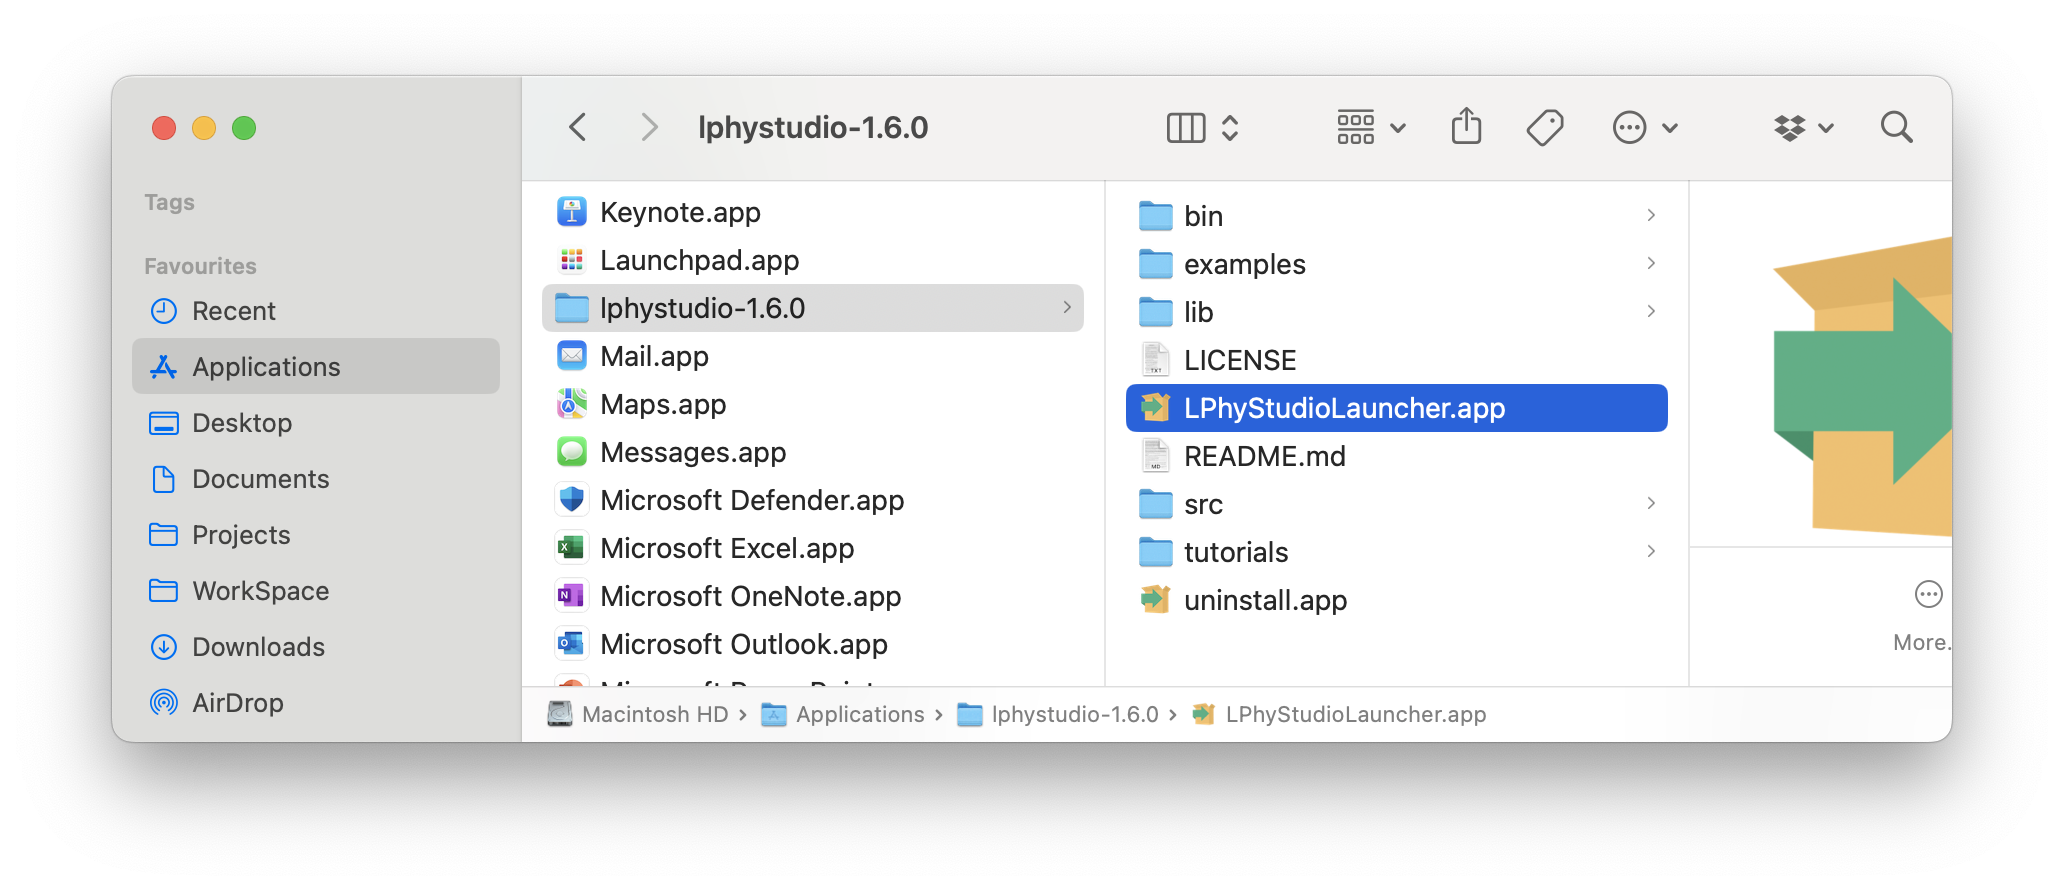 lphystudio-1.6.0
Tags
Favourites
Recent
Applications
Desktop
Documents
Projects
WorkSpace
Downloads
AirDrop
Keynote.app
Launchpad.app
lphystudio-1.6.0
Mail.app
Maps.app
Messages.app
Microsoft Defender.app
Microsoft Excel.app
Microsoft OneNote.app
Microsoft Outlook.app
bin
examples
lib
LICENSE
LPhyStudioLauncher.app
README.md
src
tutorials
uninstall.app
More.
Macintosh HD › Applications › lphystudio-1.6.0 › LPhyStudioLauncher.app